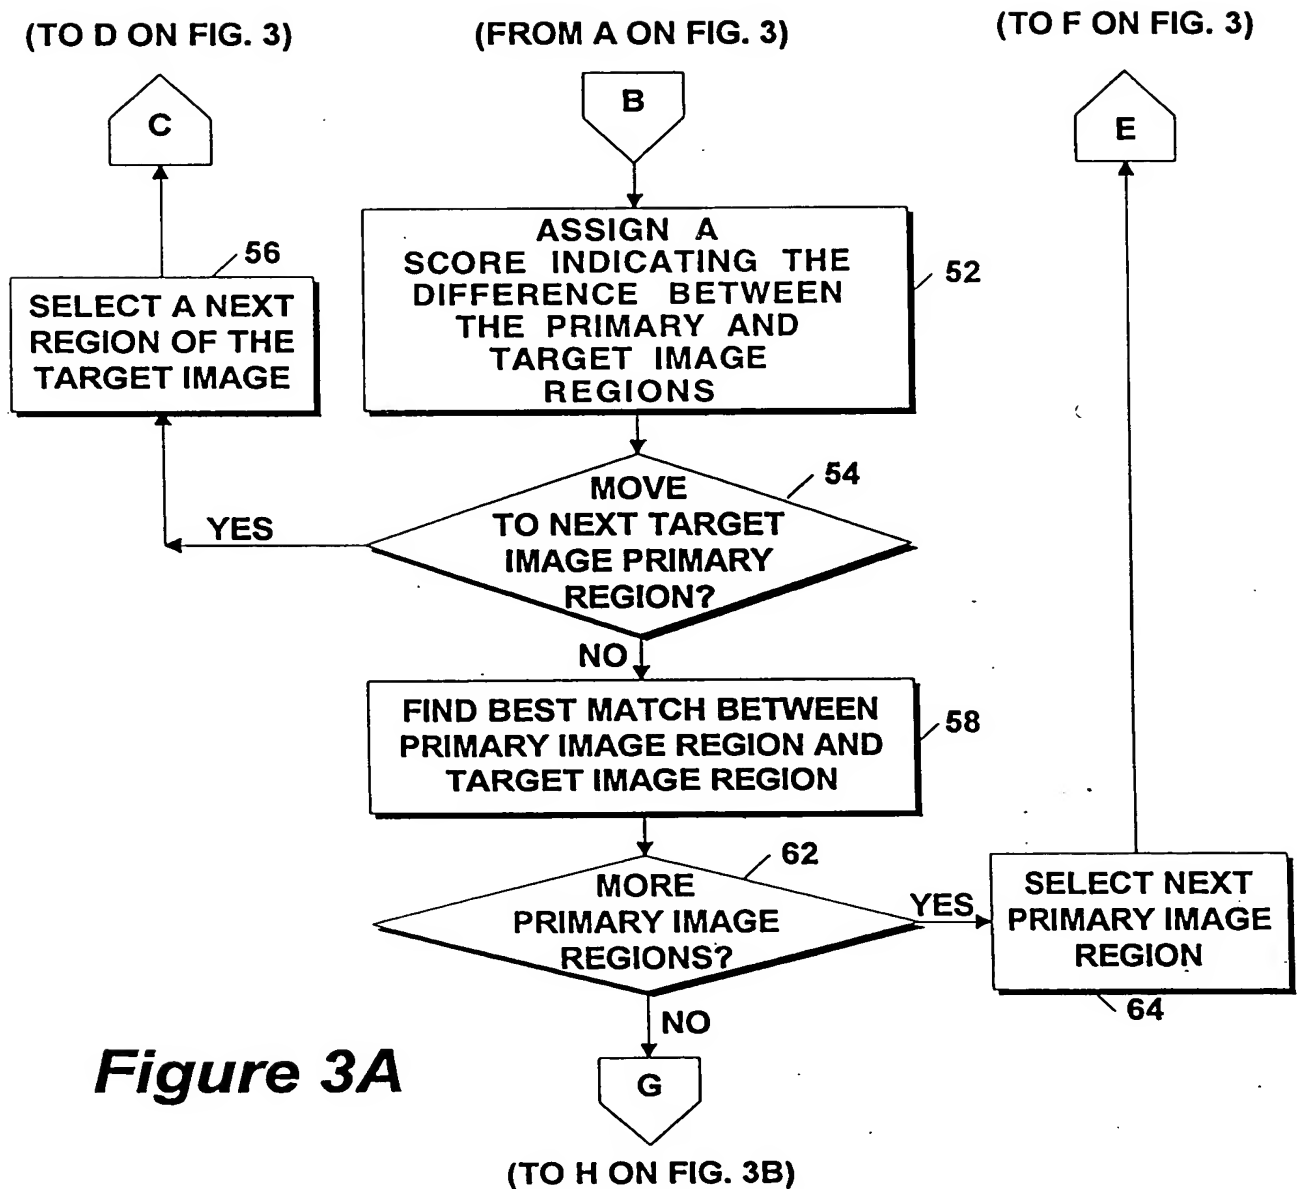 (TO D ON FIG. 3)
(FROM A ON FIG. 3)
(TO F ON FIG. 3)
C
B
E
ASSIGN A
SCORE INDICATING THE
DIFFERENCE BETWEEN
THE PRIMARY AND
TARGET IMAGE
REGIONS
52
56
SELECT A NEXT
REGION OF THE
TARGET IMAGE
MOVE
TO NEXT TARGET
IMAGE PRIMARY
REGION?
54
YES
NO
FIND BEST MATCH BETWEEN
PRIMARY IMAGE REGION AND
TARGET IMAGE REGION
58
MORE
PRIMARY IMAGE
REGIONS?
62
YES
SELECT NEXT
PRIMARY IMAGE
REGION
64
NO
G
(TO H ON FIG. 3B)
Figure 3A